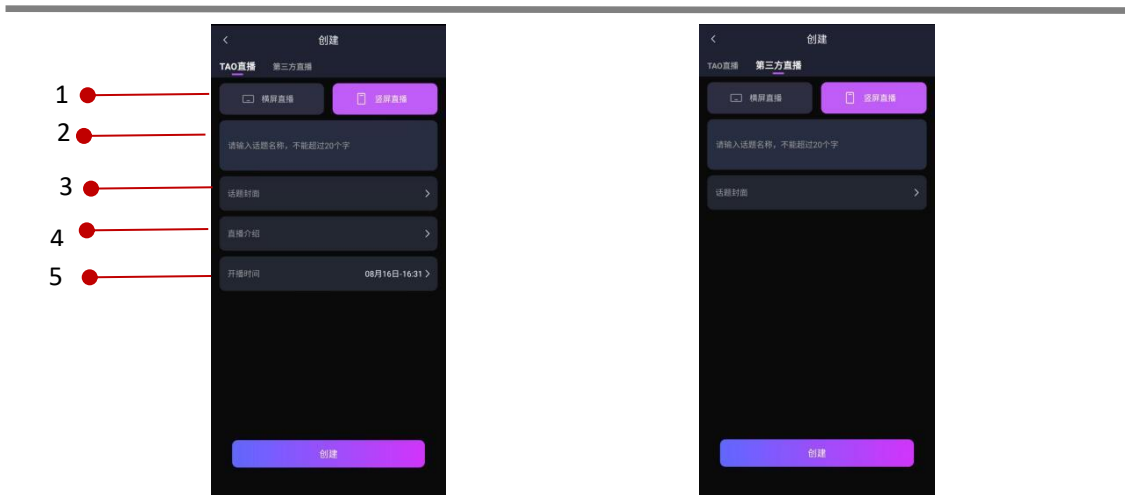 创建
TAO直播 第三方直播
1
横屏直播 竖屏直播
2
请输入话题名称，不能超过20个字
3
话题封面
4
直播介绍
5
开播时间 08月16日-16:31
创建
创建
TAO直播 第三方直播
横屏直播 竖屏直播
请输入话题名称，不能超过20个字
话题封面
创建